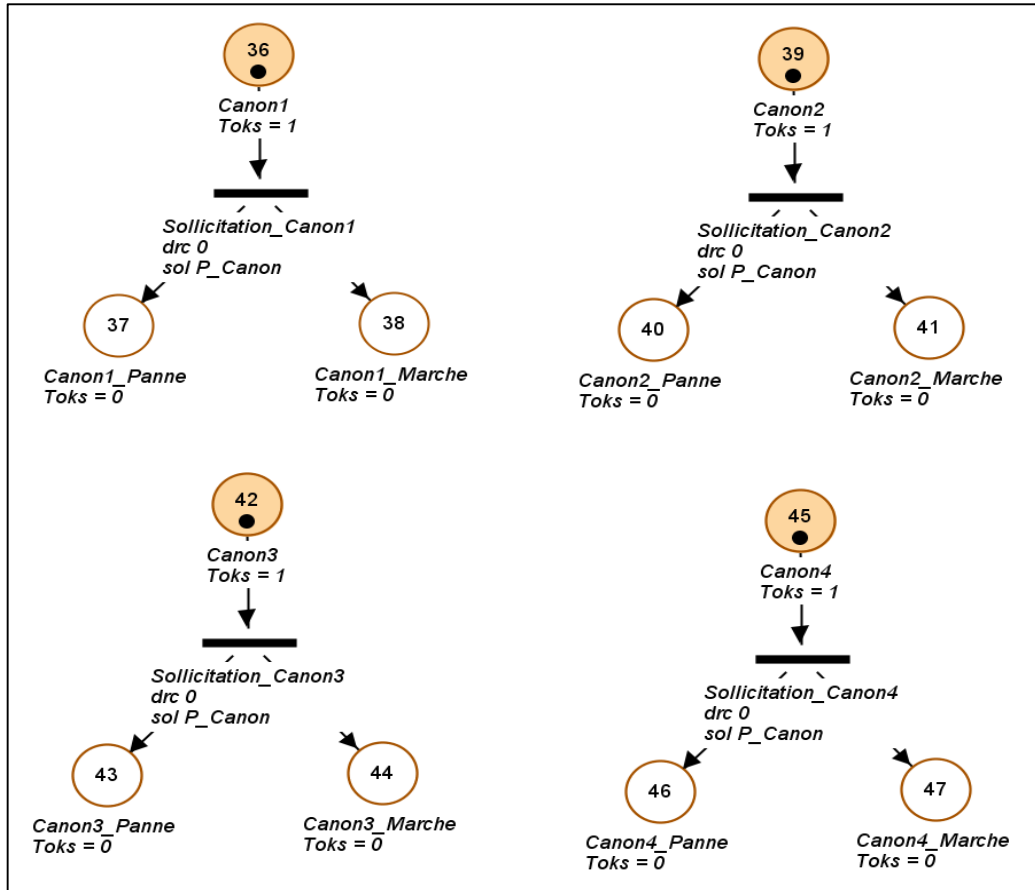 36
Canon1
Toks = 1
Sollicitation_Canon1
drc 0
sol P_Canon
37
Canon1_Panne
Toks = 0
38
Canon1_Marche
Toks = 0
39
Canon2
Toks = 1
Sollicitation_Canon2
drc 0
sol P_Canon
40
Canon2_Panne
Toks = 0
41
Canon2_Marche
Toks = 0
42
Canon3
Toks = 1
Sollicitation_Canon3
drc 0
sol P_Canon
43
Canon3_Panne
Toks = 0
44
Canon3_Marche
Toks = 0
45
Canon4
Toks = 1
Sollicitation_Canon4
drc 0
sol P_Canon
46
Canon4_Panne
Toks = 0
47
Canon4_Marche
Toks = 0